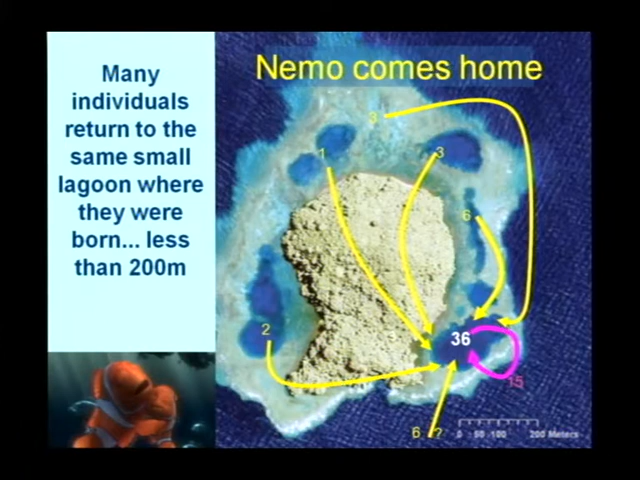 Nemo comes home
Many
individuals
return to the
same small
lagoon where
they were
born... less
than 200m
3
1
3
6
2
36
15
6 ?
0 50 100 200 Meters